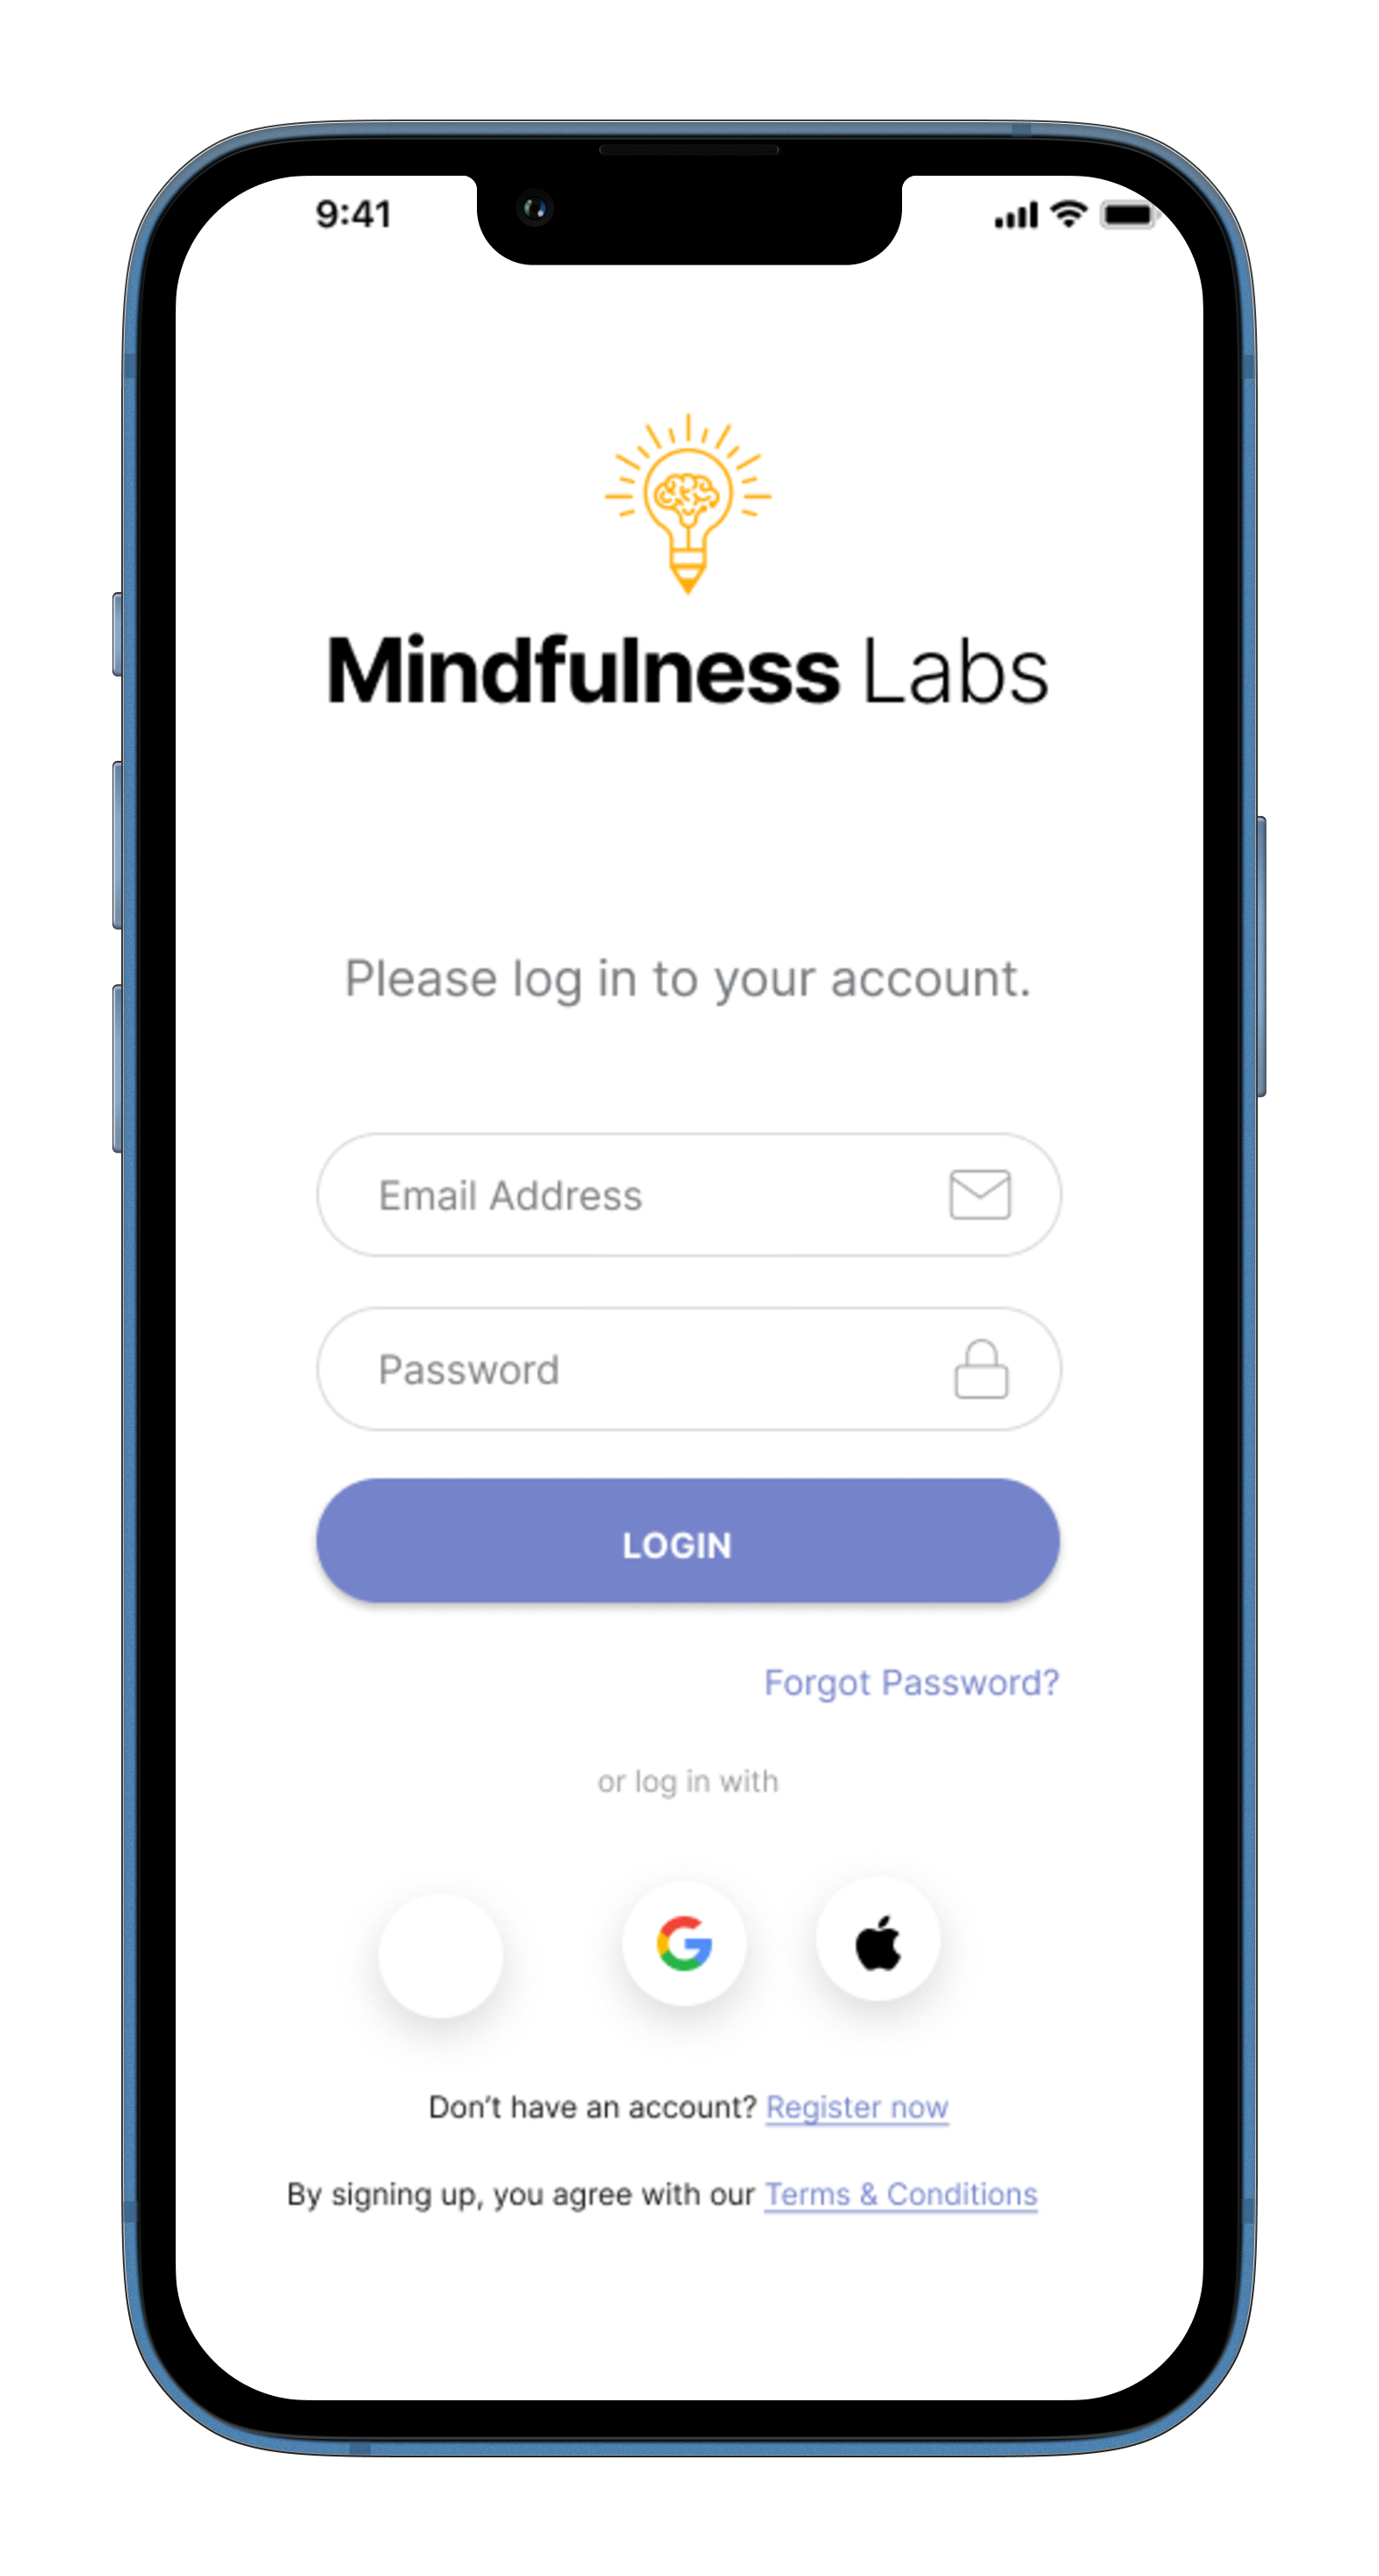 9:41
Mindfulness Labs
Please log in to your account.
Email Address
Password
LOGIN
Forgot Password?
or log in with
Don’t have an account? Register now
By signing up, you agree with our Terms & Conditions